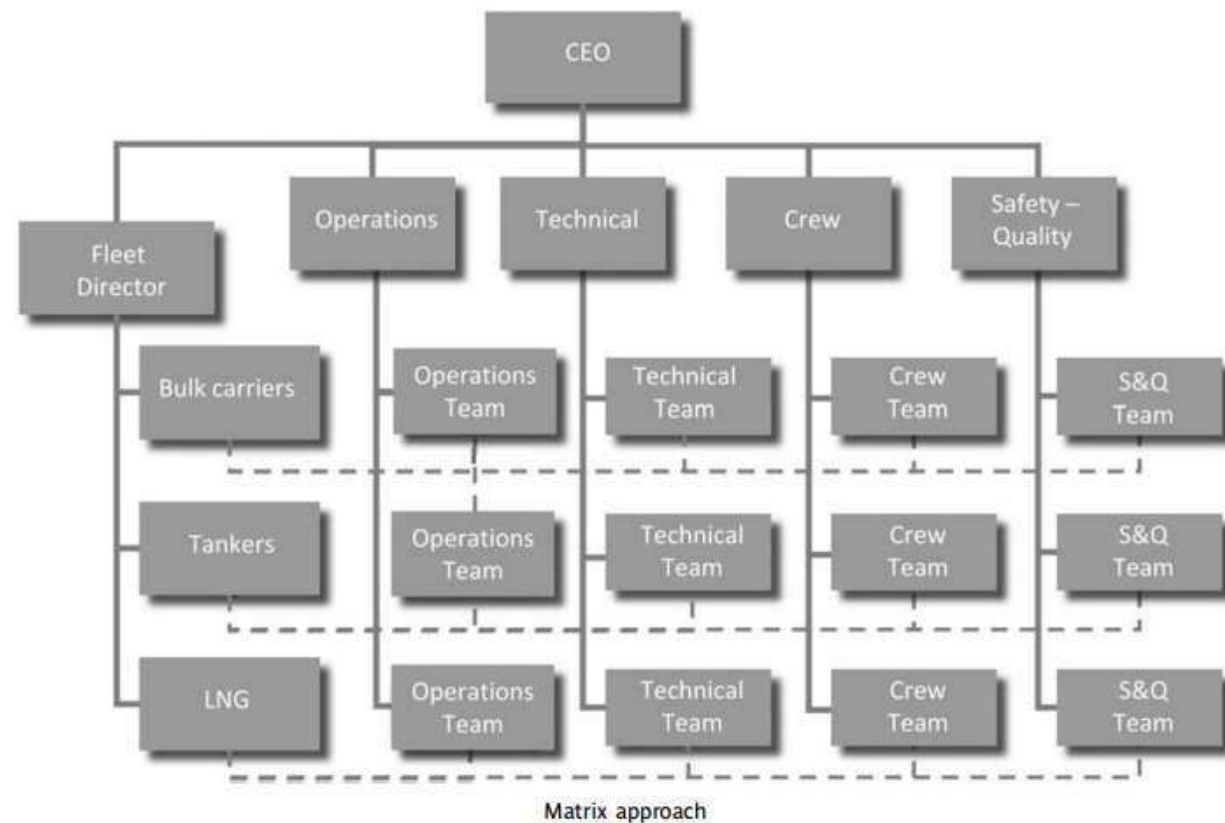 CEO
Fleet
Director
Operations
Technical
Crew
Safety –
Quality
Bulk carriers
Operations
Team
Technical
Team
Crew
Team
S&Q
Team
Tankers
Operations
Team
Technical
Team
Crew
Team
S&Q
Team
LNG
Operations
Team
Technical
Team
Crew
Team
S&Q
Team
Matrix approach